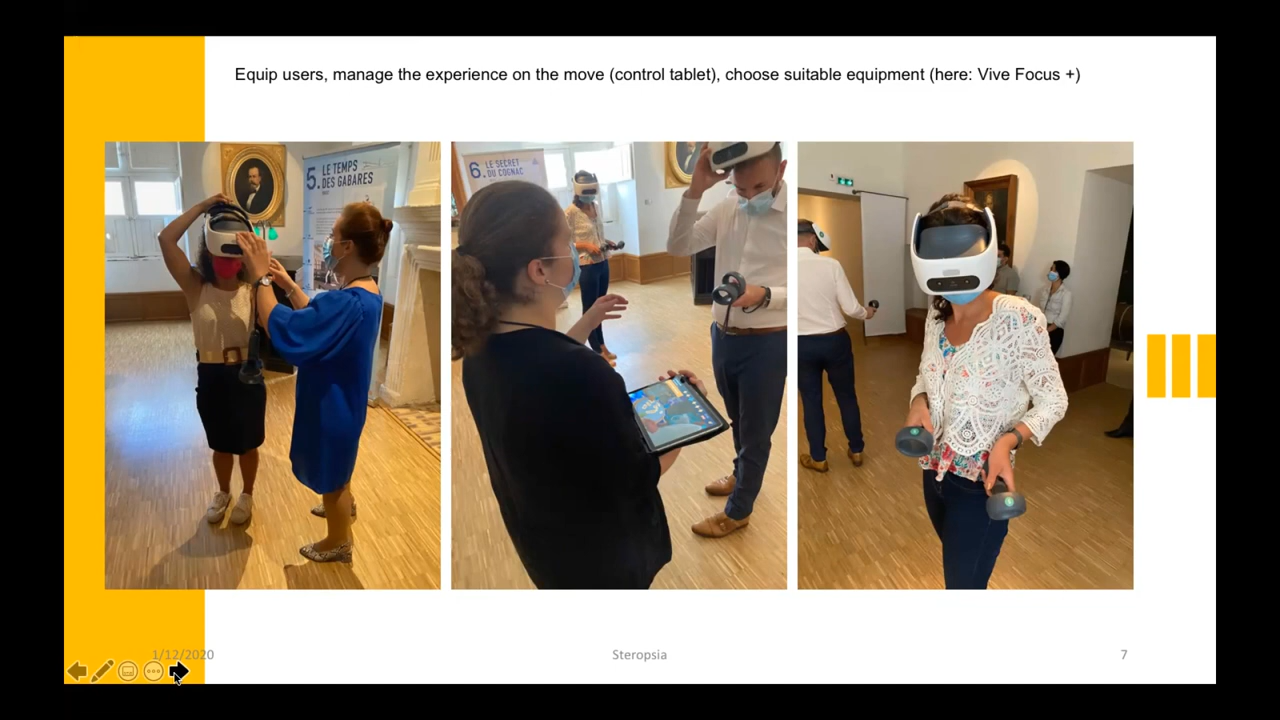 Equip users, manage the experience on the move (control tablet), choose suitable equipment (here: Vive Focus +)
5. LE TEMPS
DES GABARES
6 LE SECRET
DU COGNAC
1/12/2020
Steropsia
7